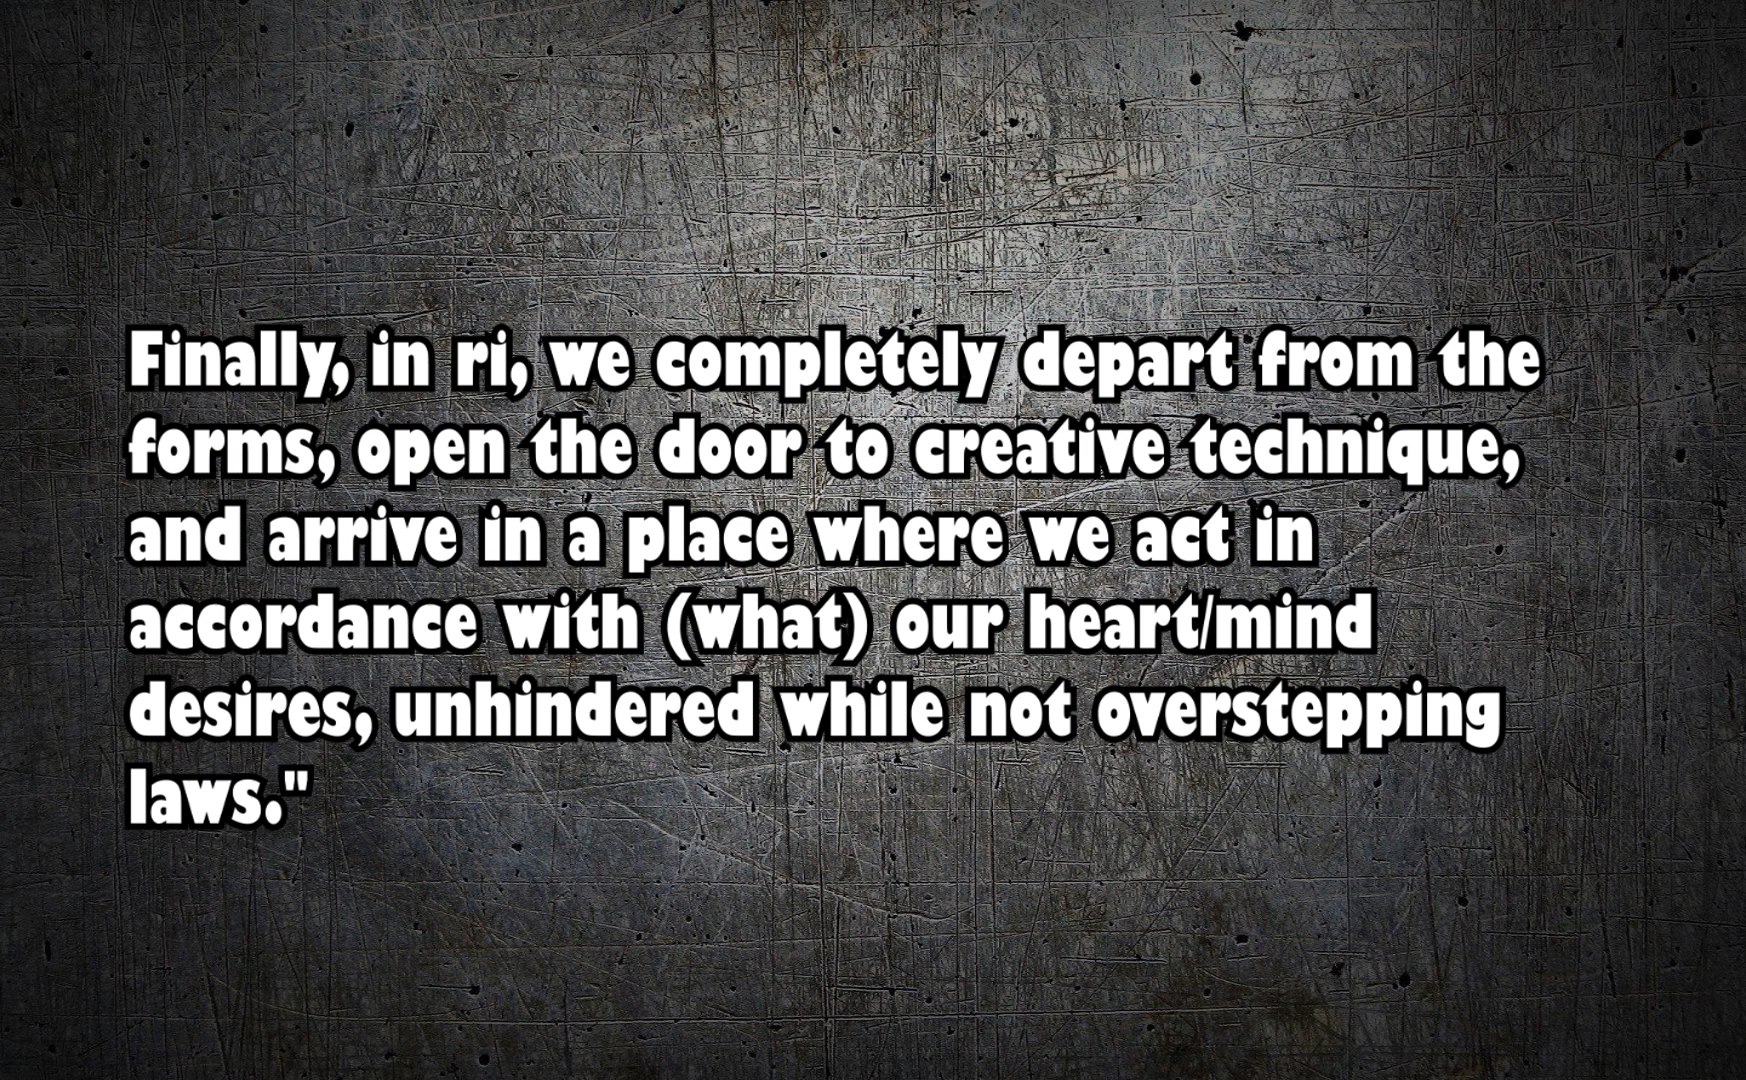 Finally, in ri, we completely depart from the
forms, open the door to creative technique,
and arrive in a place where we act in
accordance with (what) our heart/mind
desires, unhindered while not overstepping
laws."